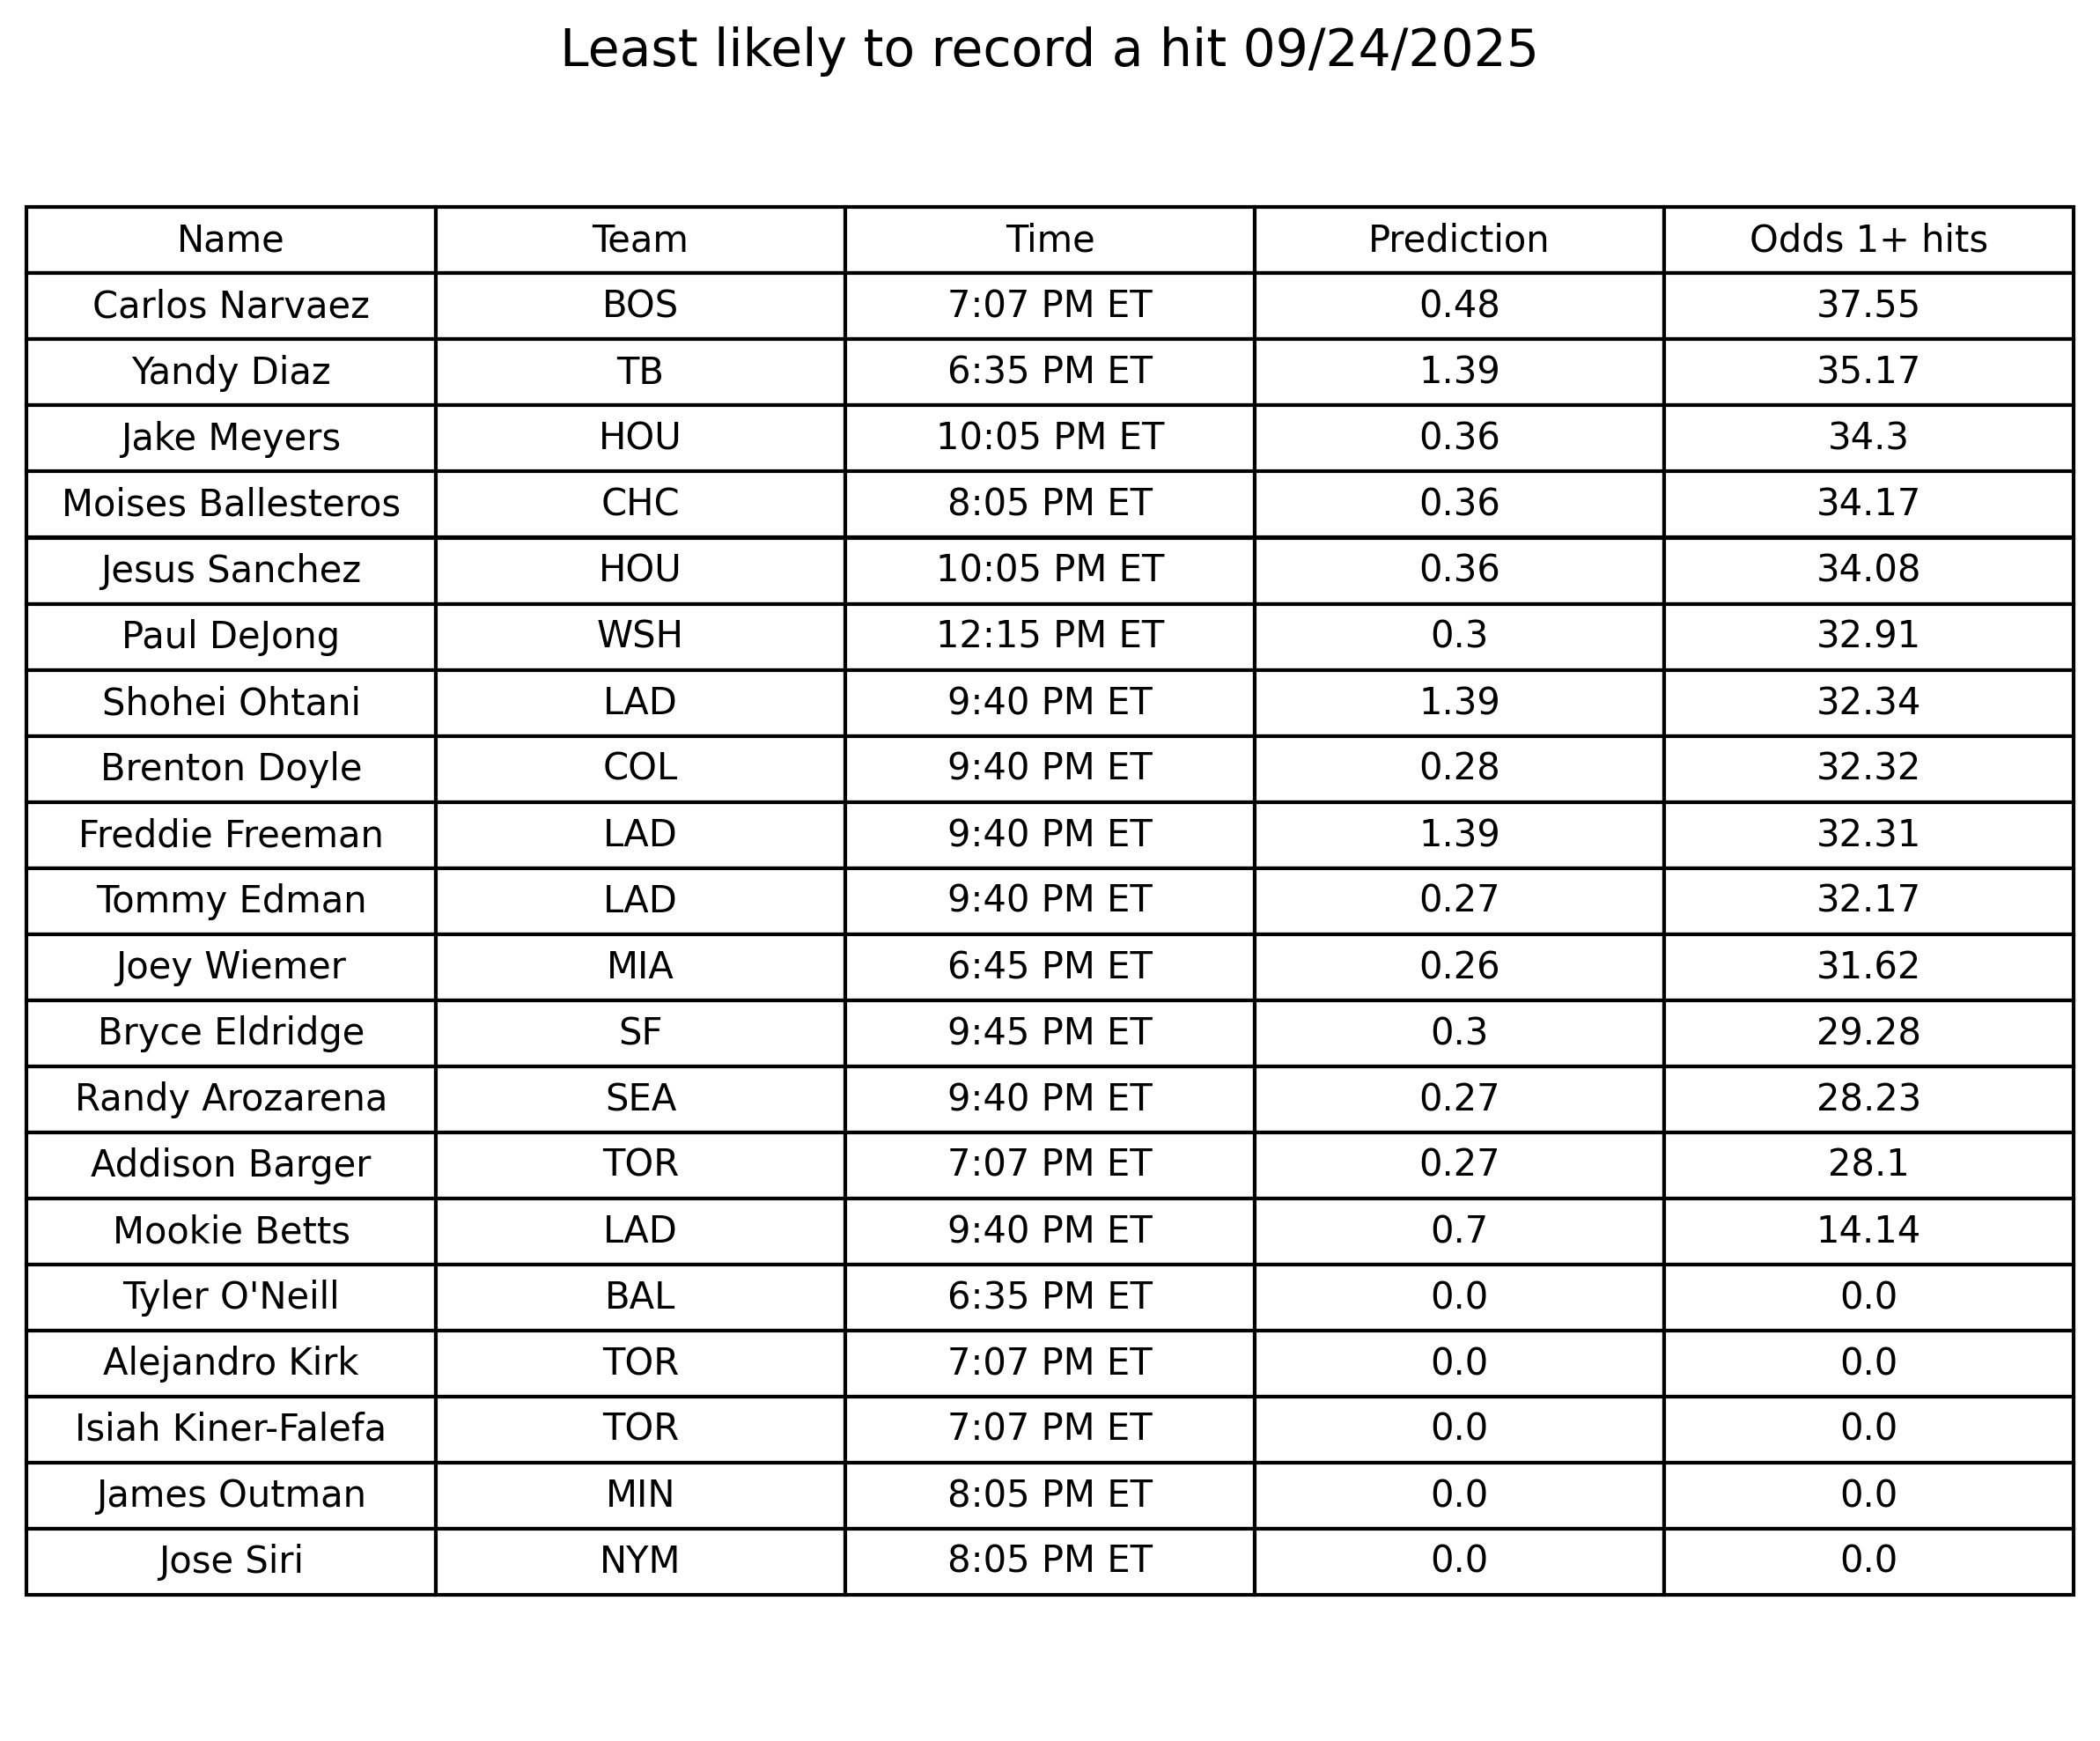 Least likely to record a hit 09/24/2025
Name Team Time Prediction Odds 1+ hits
Carlos Narvaez BOS 7:07 PM ET 0.48 37.55
Yandy Diaz TB 6:35 PM ET 1.39 35.17
Jake Meyers HOU 10:05 PM ET 0.36 34.3
Moises Ballesteros CHC 8:05 PM ET 0.36 34.17
Jesus Sanchez HOU 10:05 PM ET 0.36 34.08
Paul DeJong WSH 12:15 PM ET 0.3 32.91
Shohei Ohtani LAD 9:40 PM ET 1.39 32.34
Brenton Doyle COL 9:40 PM ET 0.28 32.32
Freddie Freeman LAD 9:40 PM ET 1.39 32.31
Tommy Edman LAD 9:40 PM ET 0.27 32.17
Joey Wiemer MIA 6:45 PM ET 0.26 31.62
Bryce Eldridge SF 9:45 PM ET 0.3 29.28
Randy Arozarena SEA 9:40 PM ET 0.27 28.23
Addison Barger TOR 7:07 PM ET 0.27 28.1
Mookie Betts LAD 9:40 PM ET 0.7 14.14
Tyler O'Neill BAL 6:35 PM ET 0.0 0.0
Alejandro Kirk TOR 7:07 PM ET 0.0 0.0
Isiah Kiner-Falefa TOR 7:07 PM ET 0.0 0.0
James Outman MIN 8:05 PM ET 0.0 0.0
Jose Siri NYM 8:05 PM ET 0.0 0.0